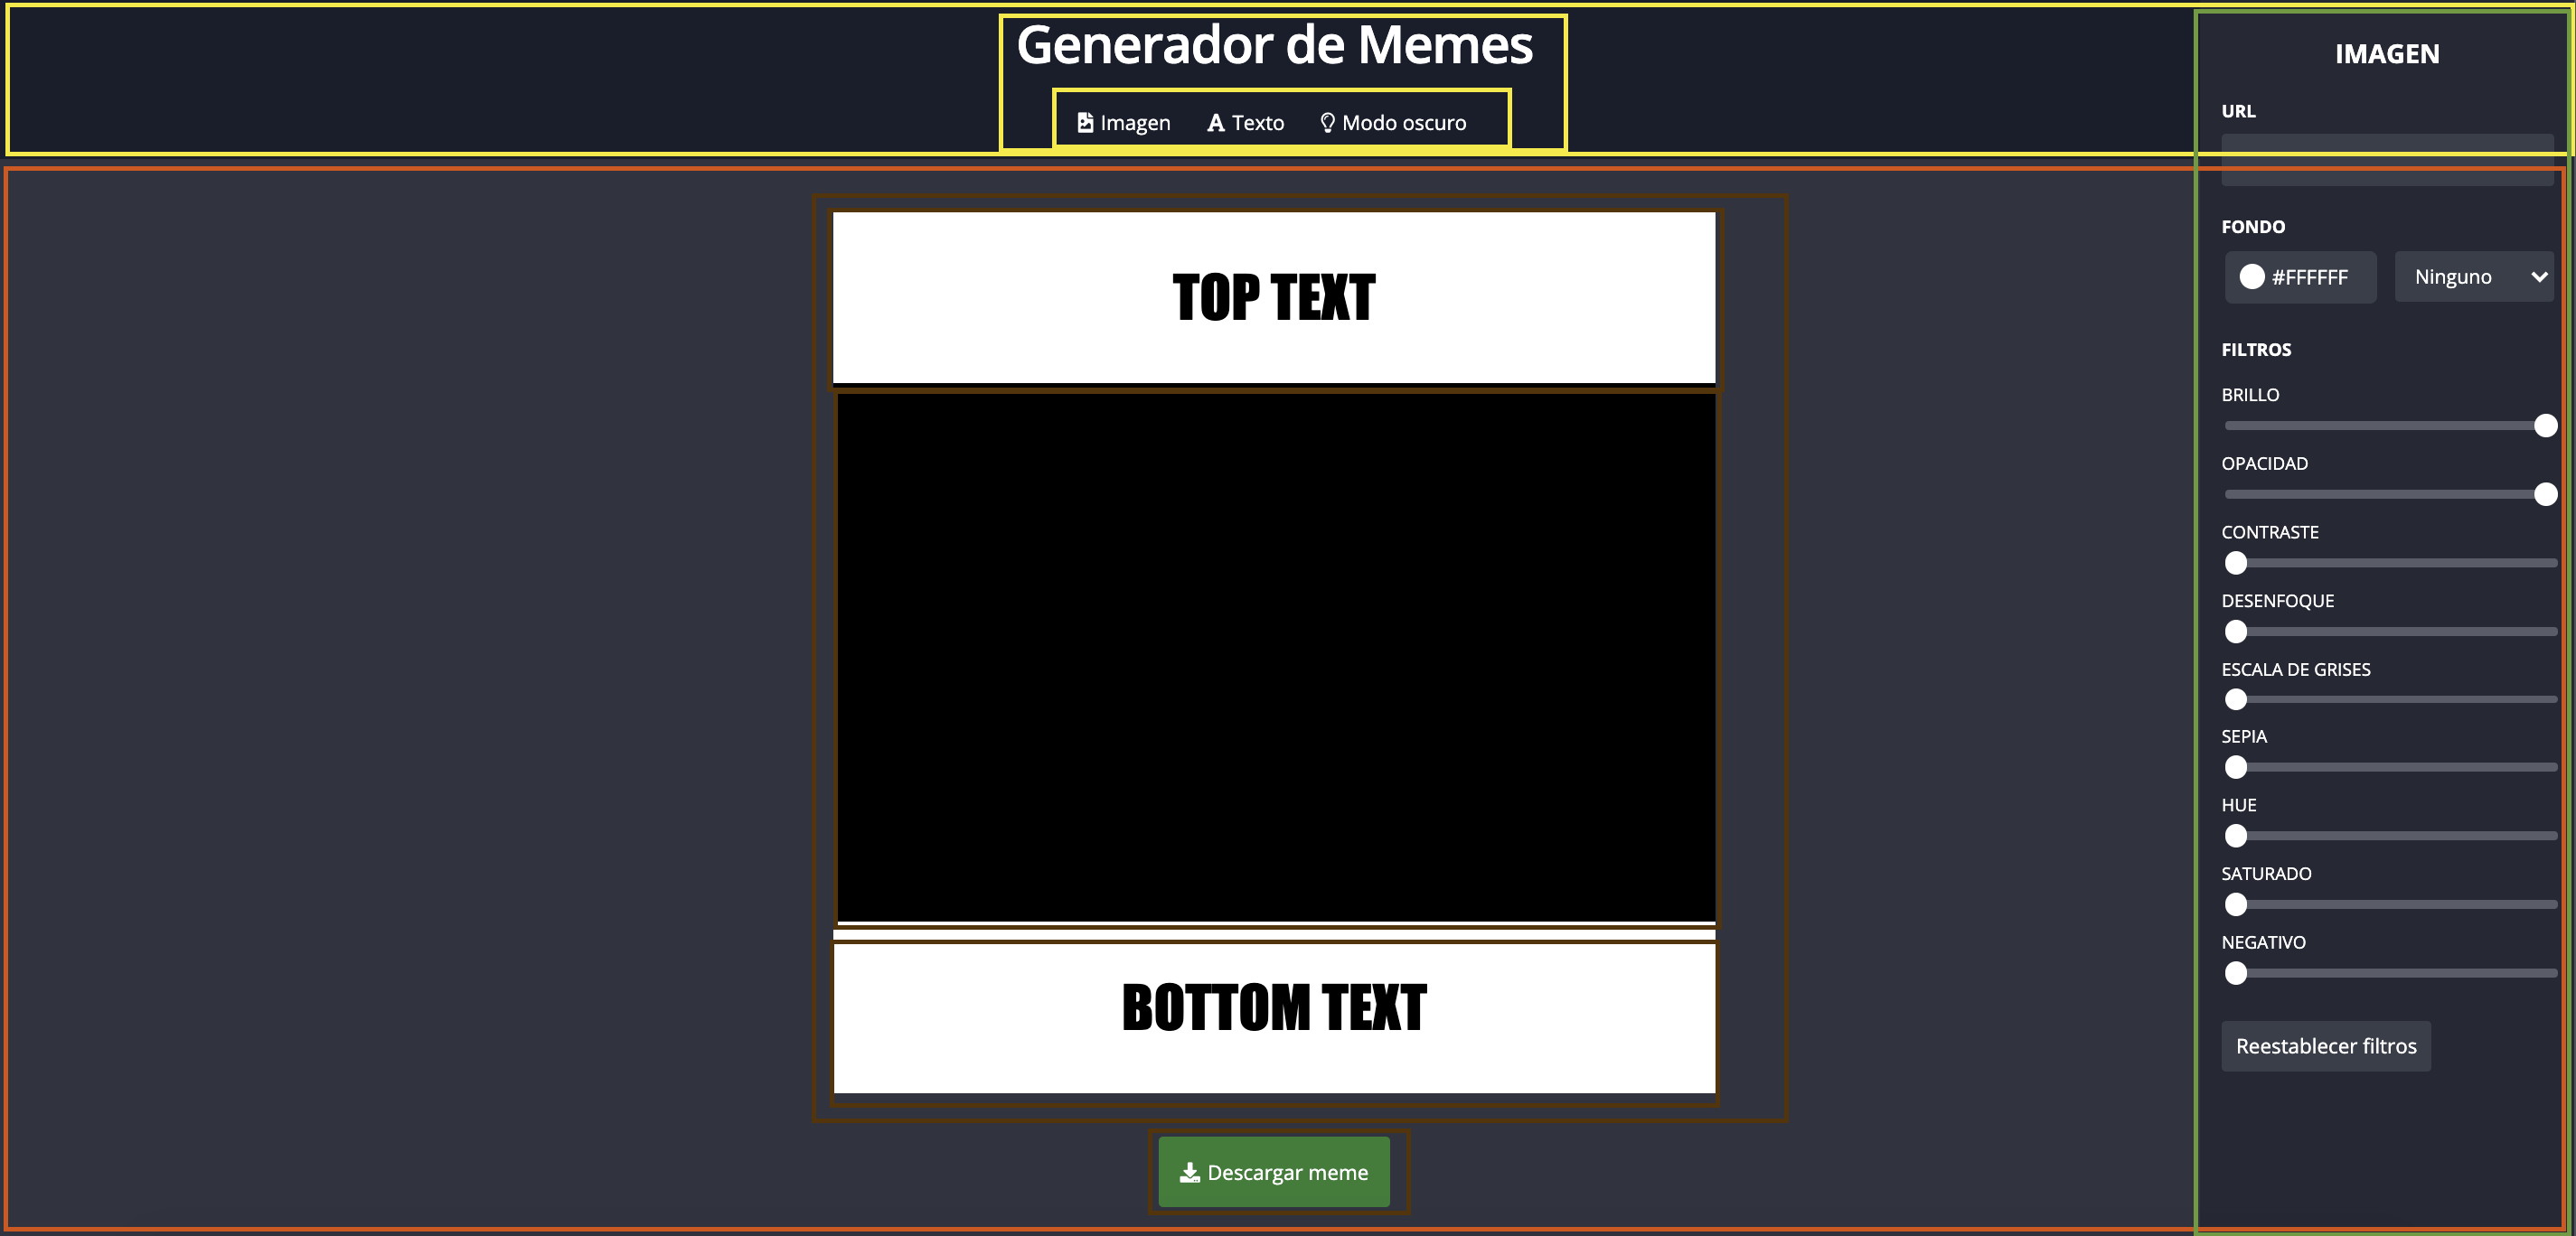 Generador de Memes
Imagen Texto Modo oscuro
TOP TEXT
BOTTOM TEXT
Descargar meme
IMAGEN
URL
FONDO
#FFFFFF Ninguno
FILTROS
BRILLO
OPACIDAD
CONTRASTE
DESENFOQUE
ESCALA DE GRISES
SEPIA
HUE
SATURADO
NEGATIVO
Reestablecer filtros